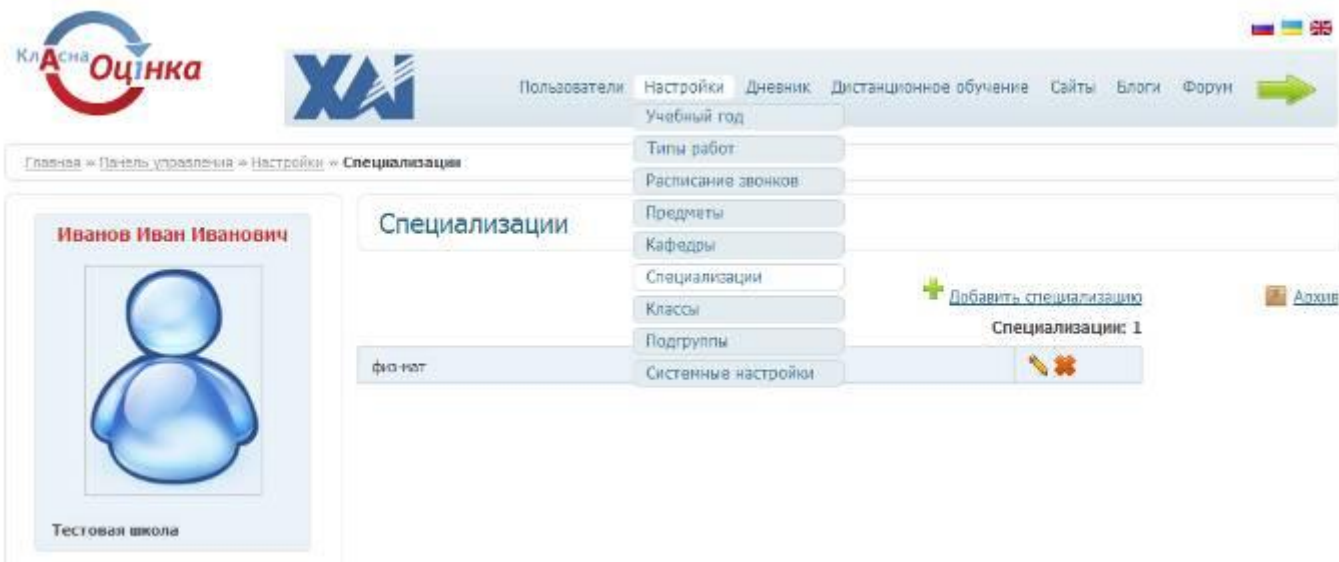 КлАсна Оцінка
ХАІ
Пользователи Настройки Дневник Дистанционное обучение Сайты Блоги Форум
Учебный год
Типы работ
Расписание звонков
Предметы
Кафедры
Специализации
Классы
Подгруппы
Системные настройки
Главная » Панель управления » Настройки » Специализации
Иванов Иван Иванович
Тестовая школа
Специализации
Добавить специализацию
Архив
Специализации: 1
физ-мат